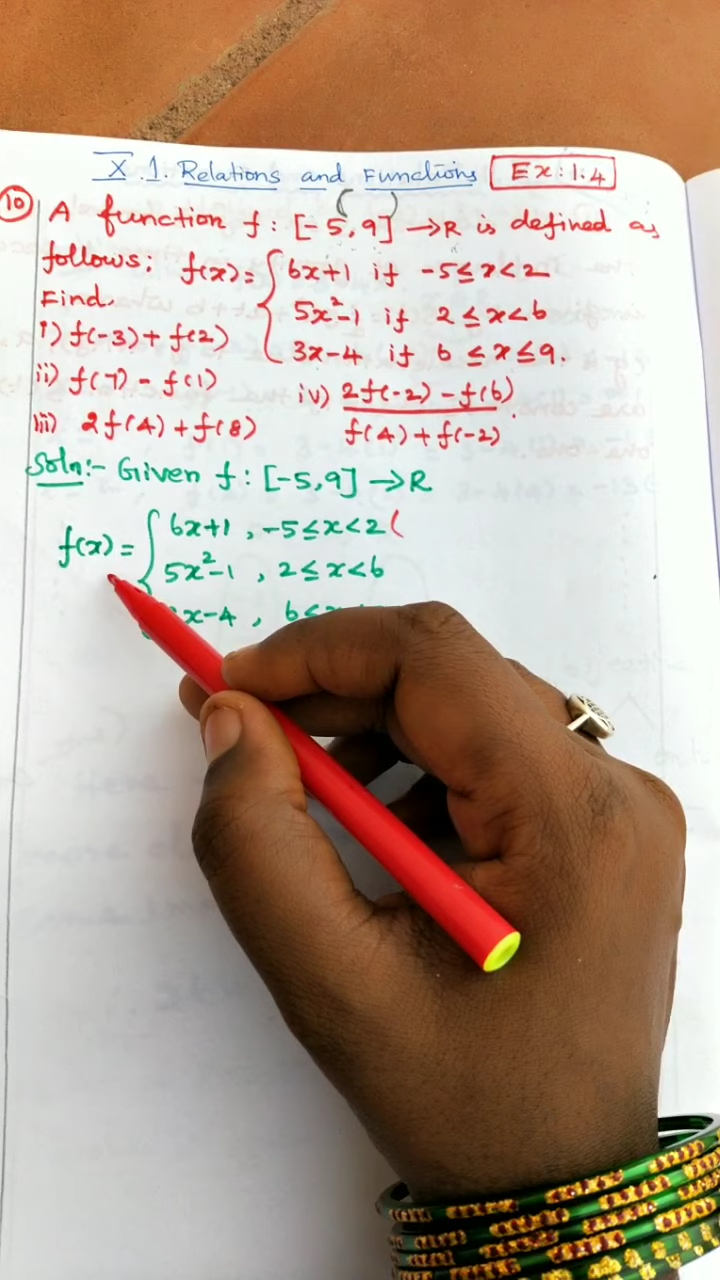 X.1. Relations and Functions Ex:1.4
10 A function f : [-5, 9] → R is defined as
follows: f(x) = { 6x+1 if -5 ≤ x < 2
Find. 5x²-1 if 2 ≤ x < 6
i) f(-3) + f(2) 3x-4 if 6 ≤ x ≤ 9.
ii) f(7) - f(1) iv) 2f(-2) - f(6)
iii) 2f(4) + f(8) f(4) + f(-2).
Soln:- Given f : [-5,9] → R
f(x) = { 6x+1 , -5 ≤ x < 2 (
5x²-1 , 2 ≤ x < 6
x-4 , 6 ≤ x